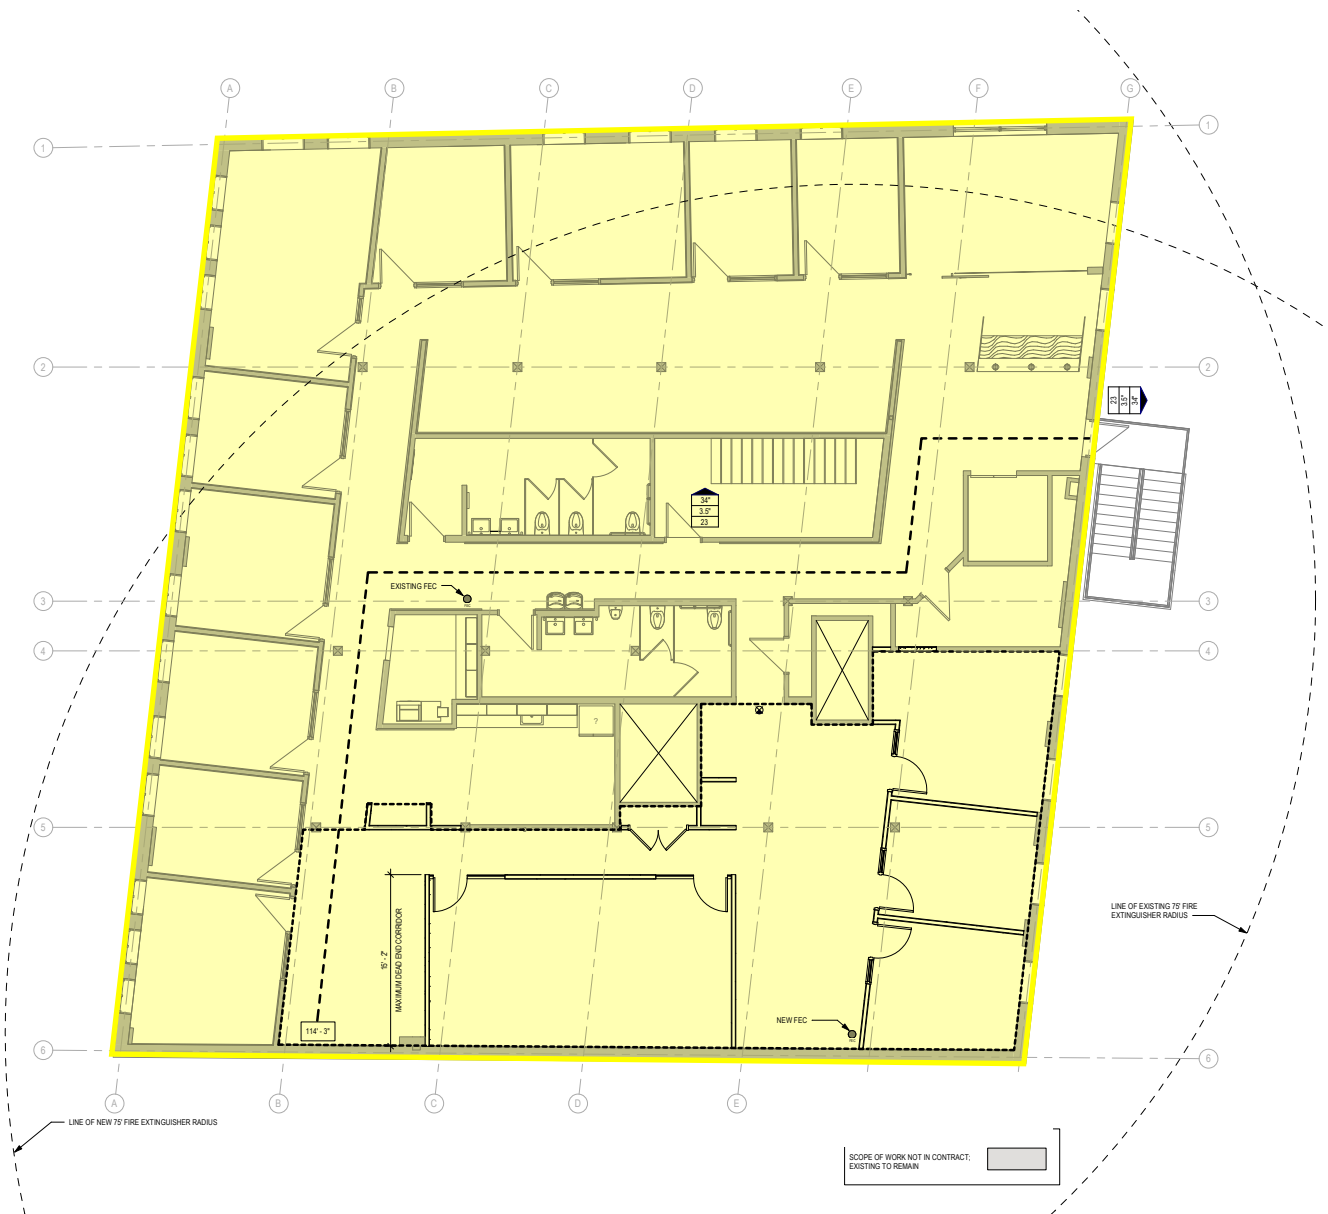 A
B
C
D
E
F
G
1
1
2
2
23
3.5"
34"
34"
3.5"
23
EXISTING FEC
3
3
4
4
?
5
5
15' - 2"
MAXIMUM DEAD END CORRIDOR
LINE OF EXISTING 75' FIRE
EXTINGUISHER RADIUS
NEW FEC
114' - 3"
6
6
A
B
C
D
E
LINE OF NEW 75' FIRE EXTINGUISHER RADIUS
SCOPE OF WORK NOT IN CONTRACT;
EXISTING TO REMAIN